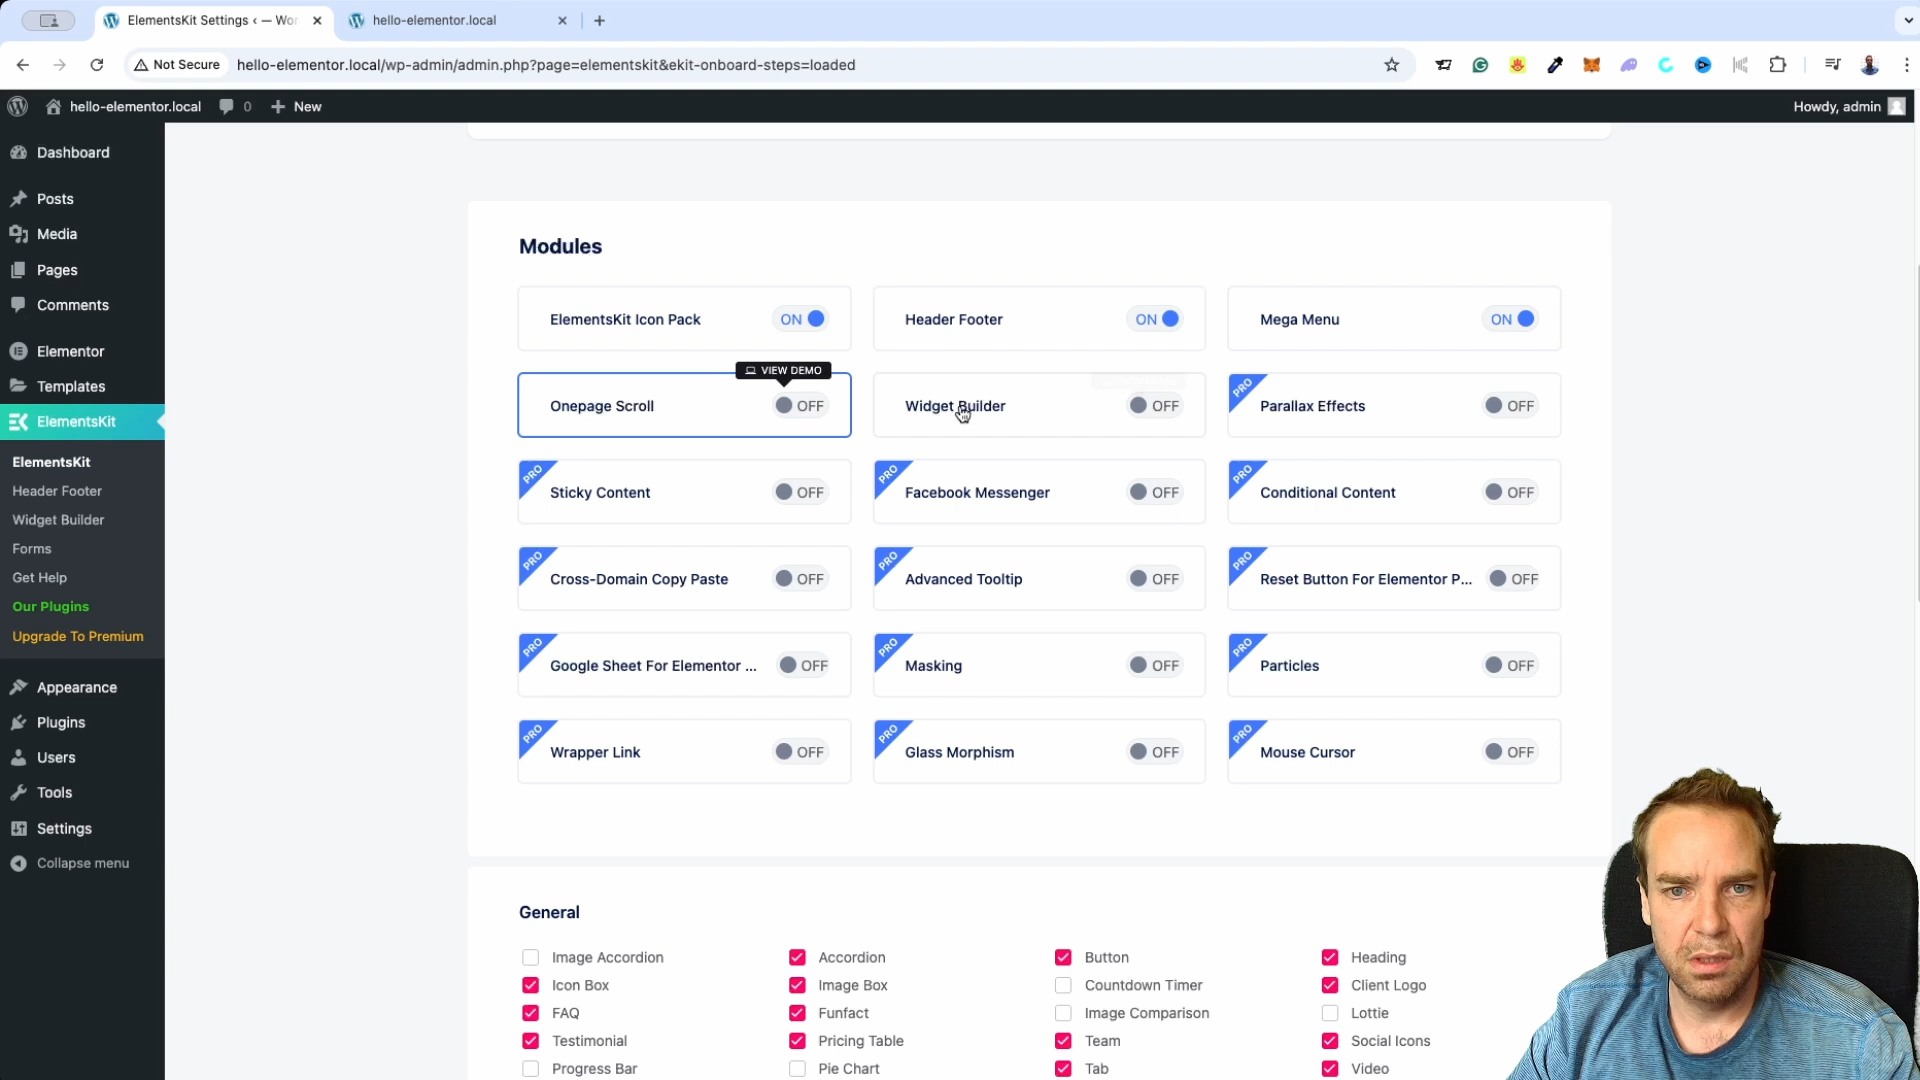 ElementsKit Settings ‹ — Wor
hello-elementor.local
Not Secure
hello-elementor.local/wp-admin/admin.php?page=elementskit&ekit-onboard-steps=loaded
hello-elementor.local
0
New
Howdy, admin
Dashboard
Posts
Media
Pages
Comments
Elementor
Templates
ElementsKit
ElementsKit
Header Footer
Widget Builder
Forms
Get Help
Our Plugins
Upgrade To Premium
Appearance
Plugins
Users
Tools
Settings
Collapse menu
Modules
ElementsKit Icon Pack ON
Header Footer ON
Mega Menu ON
VIEW DEMO
Onepage Scroll OFF
Widget Builder OFF
PRO Parallax Effects OFF
PRO Sticky Content OFF
PRO Facebook Messenger OFF
PRO Conditional Content OFF
PRO Cross-Domain Copy Paste OFF
PRO Advanced Tooltip OFF
PRO Reset Button For Elementor P... OFF
PRO Google Sheet For Elementor ... OFF
PRO Masking OFF
PRO Particles OFF
PRO Wrapper Link OFF
PRO Glass Morphism OFF
PRO Mouse Cursor OFF
General
Image Accordion
Accordion
Button
Heading
Icon Box
Image Box
Countdown Timer
Client Logo
FAQ
Funfact
Image Comparison
Lottie
Testimonial
Pricing Table
Team
Social Icons
Progress Bar
Pie Chart
Tab
Video